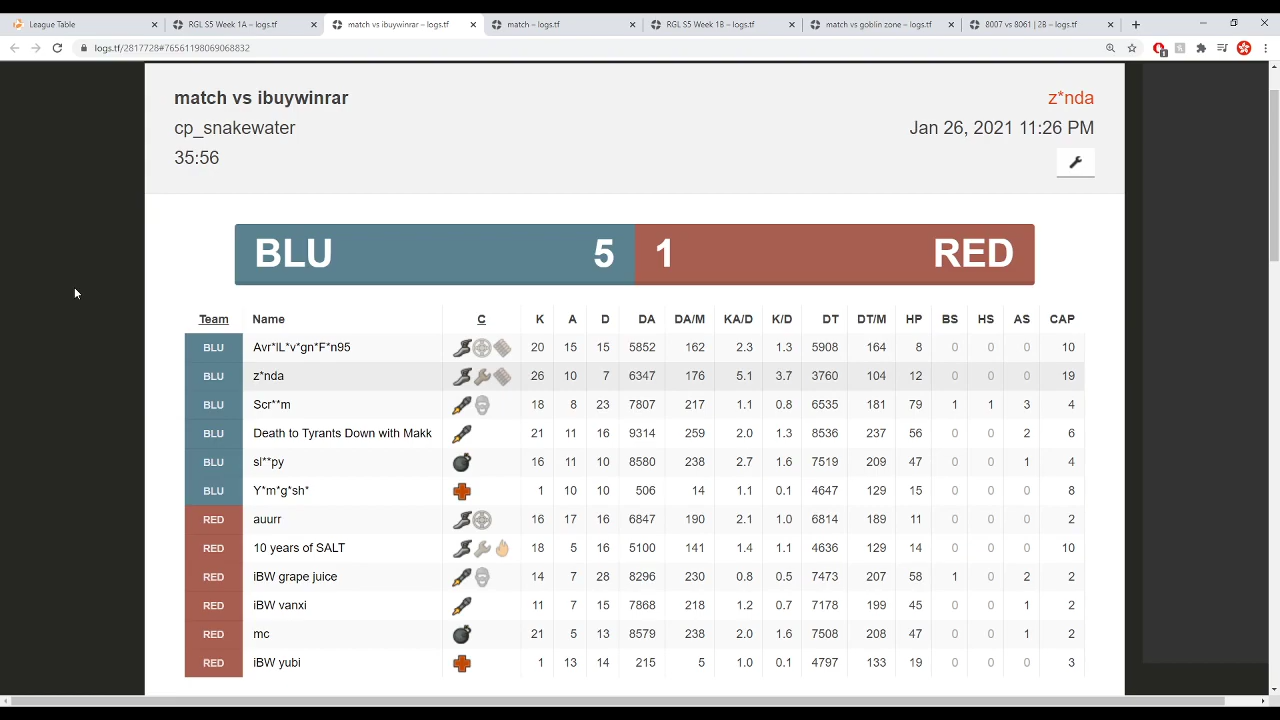 League Table
RGL S5 Week 1A – logs.tf
match vs ibuywinrar – logs.tf
match – logs.tf
RGL S5 Week 1B – logs.tf
match vs goblin zone – logs.tf
8007 vs 8061 | 28 – logs.tf
logs.tf/2817728#76561198069068832
match vs ibuywinrar
z*nda
cp_snakewater
Jan 26, 2021 11:26 PM
35:56
BLU 5 1 RED
Team Name C K A D DA DA/M KA/D K/D DT DT/M HP BS HS AS CAP
BLU Avr*lL*v*gn*F*n95 20 15 15 5852 162 2.3 1.3 5908 164 8 0 0 0 10
BLU z*nda 26 10 7 6347 176 5.1 3.7 3760 104 12 0 0 0 19
BLU Scr**m 18 8 23 7807 217 1.1 0.8 6535 181 79 1 1 3 4
BLU Death to Tyrants Down with Makk 21 11 16 9314 259 2.0 1.3 8536 237 56 0 0 2 6
BLU sl**py 16 11 10 8580 238 2.7 1.6 7519 209 47 0 0 1 4
BLU Y*m*g*sh* 1 10 10 506 14 1.1 0.1 4647 129 15 0 0 0 8
RED auurr 16 17 16 6847 190 2.1 1.0 6814 189 11 0 0 0 2
RED 10 years of SALT 18 5 16 5100 141 1.4 1.1 4636 129 14 0 0 0 10
RED iBW grape juice 14 7 28 8296 230 0.8 0.5 7473 207 58 1 0 2 2
RED iBW vanxi 11 7 15 7868 218 1.2 0.7 7178 199 45 0 0 1 2
RED mc 21 5 13 8579 238 2.0 1.6 7508 208 47 0 0 1 2
RED iBW yubi 1 13 14 215 5 1.0 0.1 4797 133 19 0 0 0 3